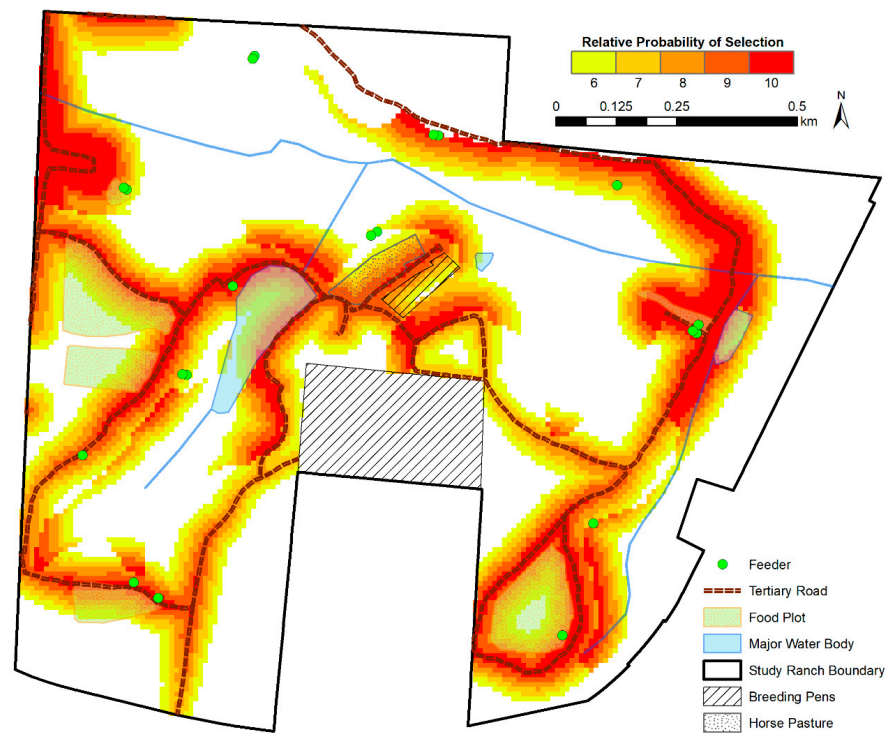 Relative Probability of Selection
6 7 8 9 10
0 0.125 0.25 0.5
km
N
Feeder
Tertiary Road
Food Plot
Major Water Body
Study Ranch Boundary
Breeding Pens
Horse Pasture